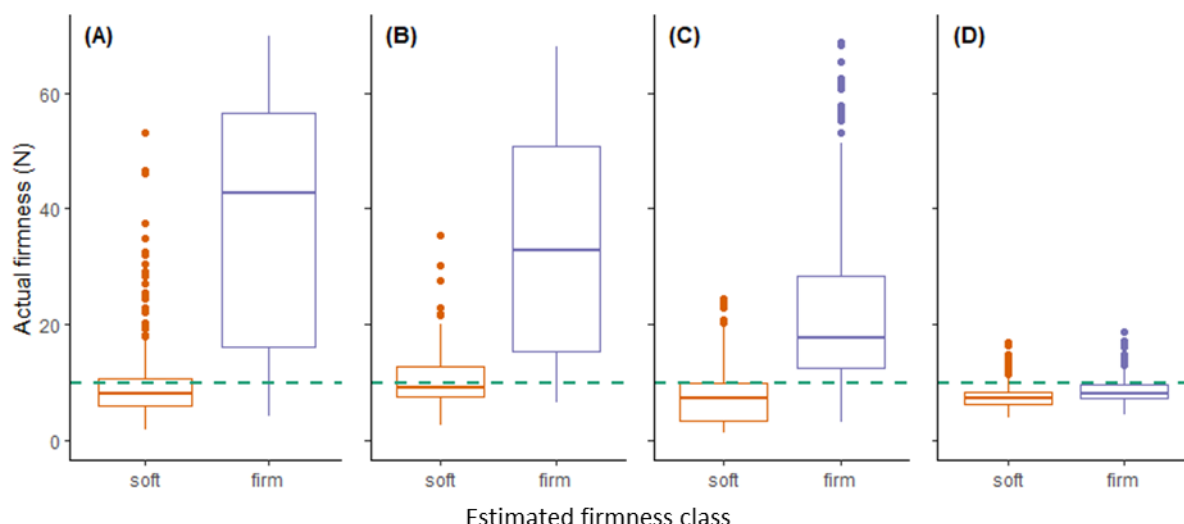 (A)
(B)
(C)
(D)
Actual firmness (N)
60
40
20
0
soft firm
soft firm
soft firm
soft firm
Estimated firmness class